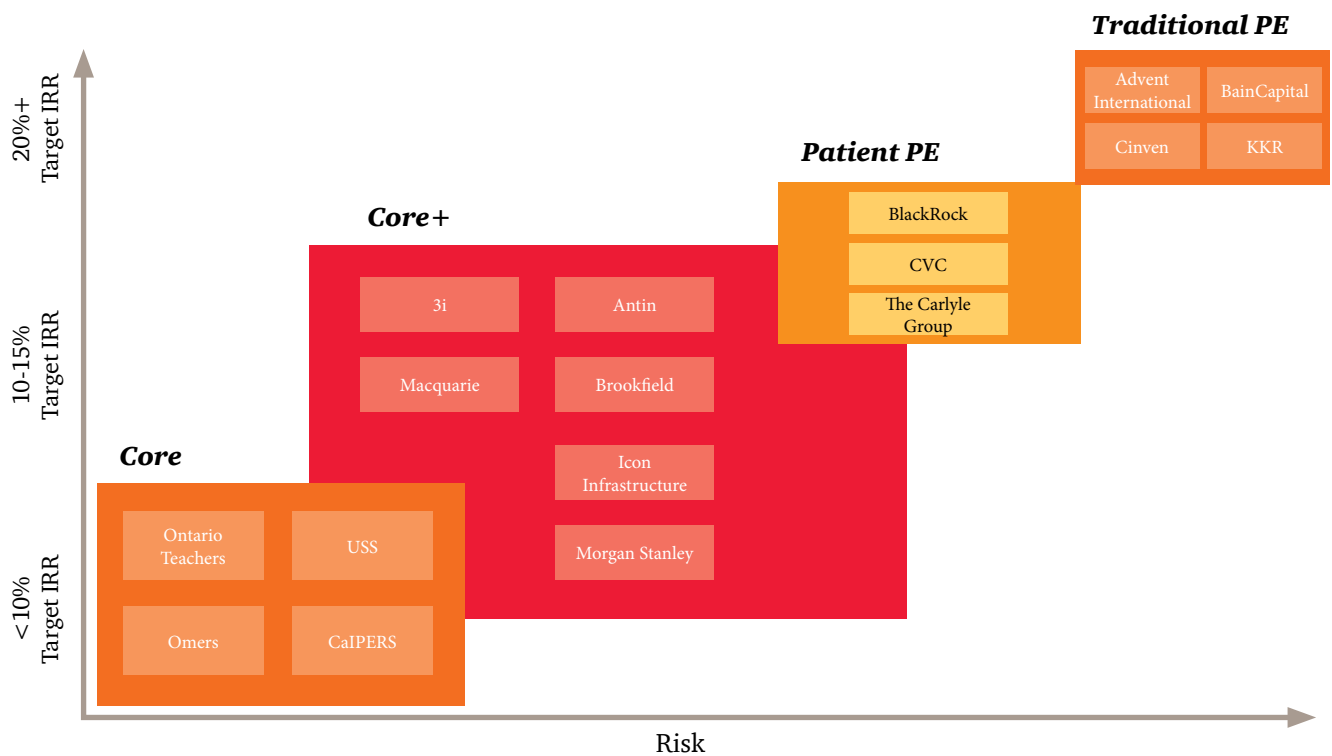 Traditional PE
20%+
Target IRR
Advent
International
BainCapital
Cinven
KKR
Patient PE
BlackRock
CVC
The Carlyle
Group
Core+
10-15%
Target IRR
3i
Antin
Macquarie
Brookfield
Icon
Infrastructure
Morgan Stanley
Core
<10%
Target IRR
Ontario
Teachers
USS
Omers
CaIPERS
Risk